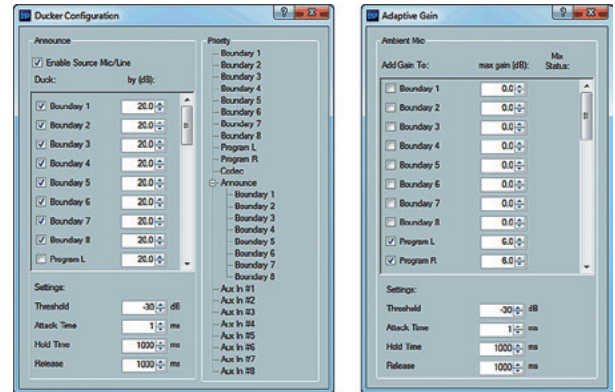 DSP Ducker Configuration
Announce
Enable Source Mic/Line
Duck: by (dB):
Boundary 1 20.0
Boundary 2 20.0
Boundary 3 20.0
Boundary 4 20.0
Boundary 5 20.0
Boundary 6 20.0
Boundary 7 20.0
Boundary 8 20.0
Program L 20.0
Settings:
Threshold -30 dB
Attack Time 1 ms
Hold Time 1000 ms
Release 1000 ms
Priority
Boundary 1
Boundary 2
Boundary 3
Boundary 4
Boundary 5
Boundary 6
Boundary 7
Boundary 8
Program L
Program R
Codec
Announce
Boundary 1
Boundary 2
Boundary 3
Boundary 4
Boundary 5
Boundary 6
Boundary 7
Boundary 8
Aux In #1
Aux In #2
Aux In #3
Aux In #4
Aux In #5
Aux In #6
Aux In #7
Aux In #8
DSP Adaptive Gain
Ambient Mic
Add Gain To: max gain (dB): Mix Status:
Boundary 1 0.0
Boundary 2 0.0
Boundary 3 0.0
Boundary 4 0.0
Boundary 5 0.0
Boundary 6 0.0
Boundary 7 0.0
Boundary 8 0.0
Program L 6.0
Program R 6.0
Settings:
Threshold -30 dB
Attack Time 1 ms
Hold Time 1000 ms
Release 1000 ms